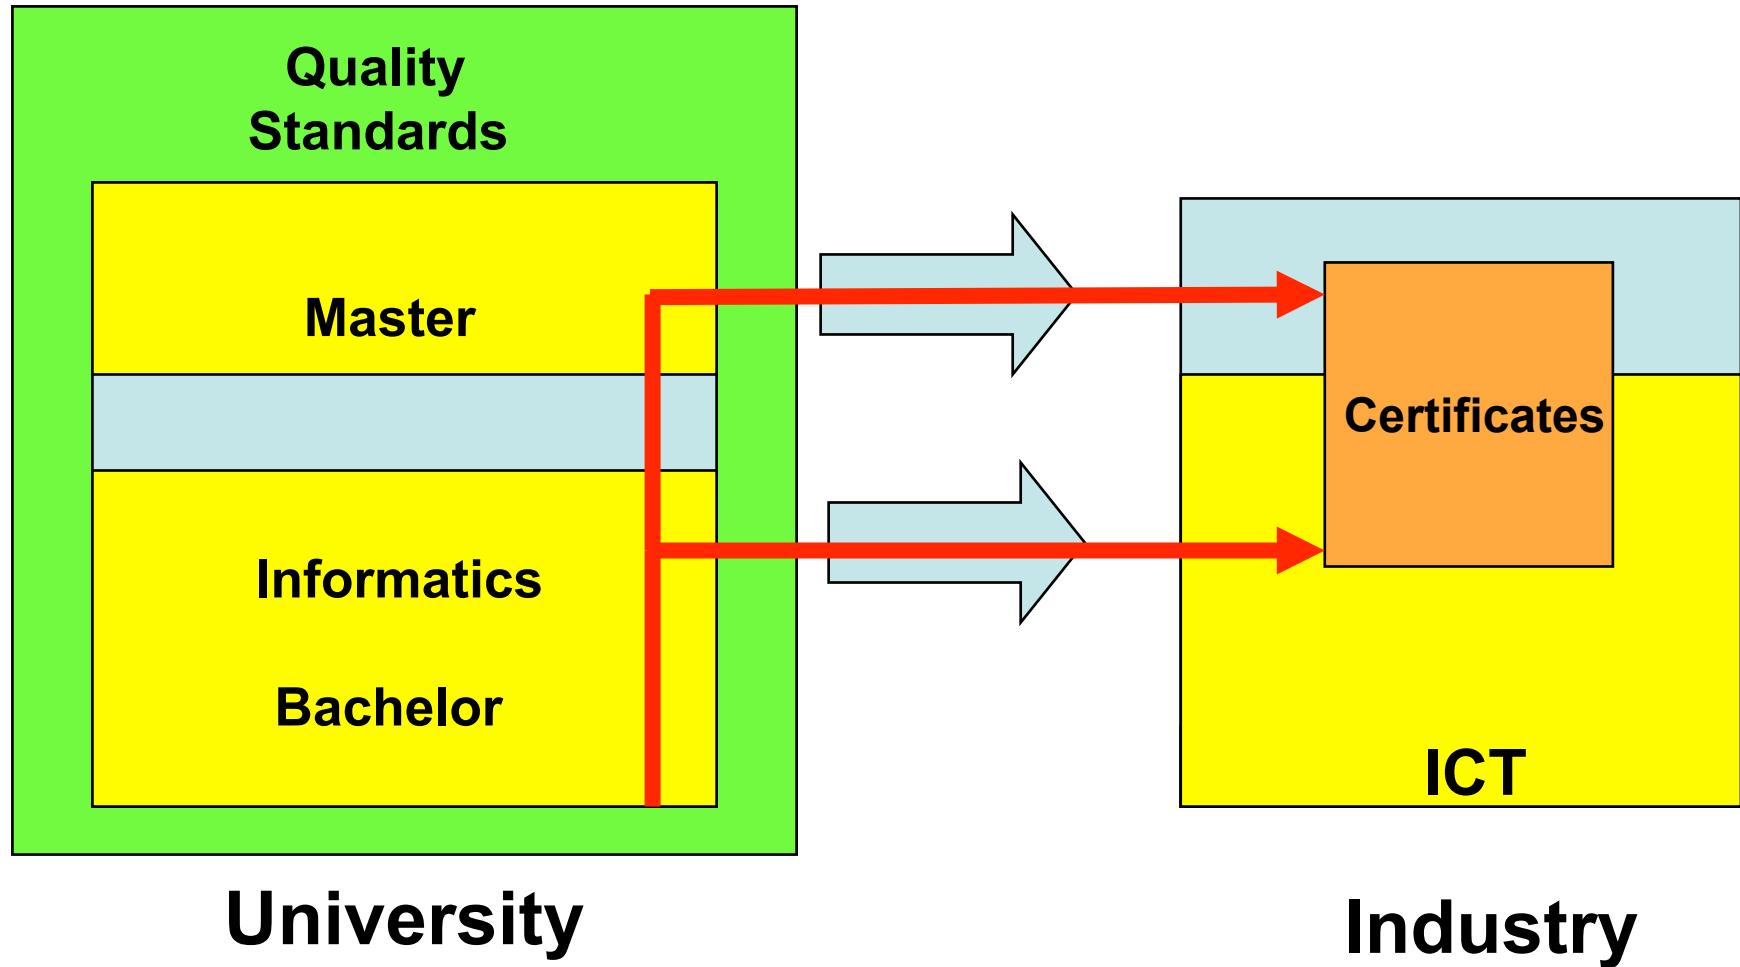 Quality
Standards
Master
Informatics
Bachelor
University
Certificates
ICT
Industry